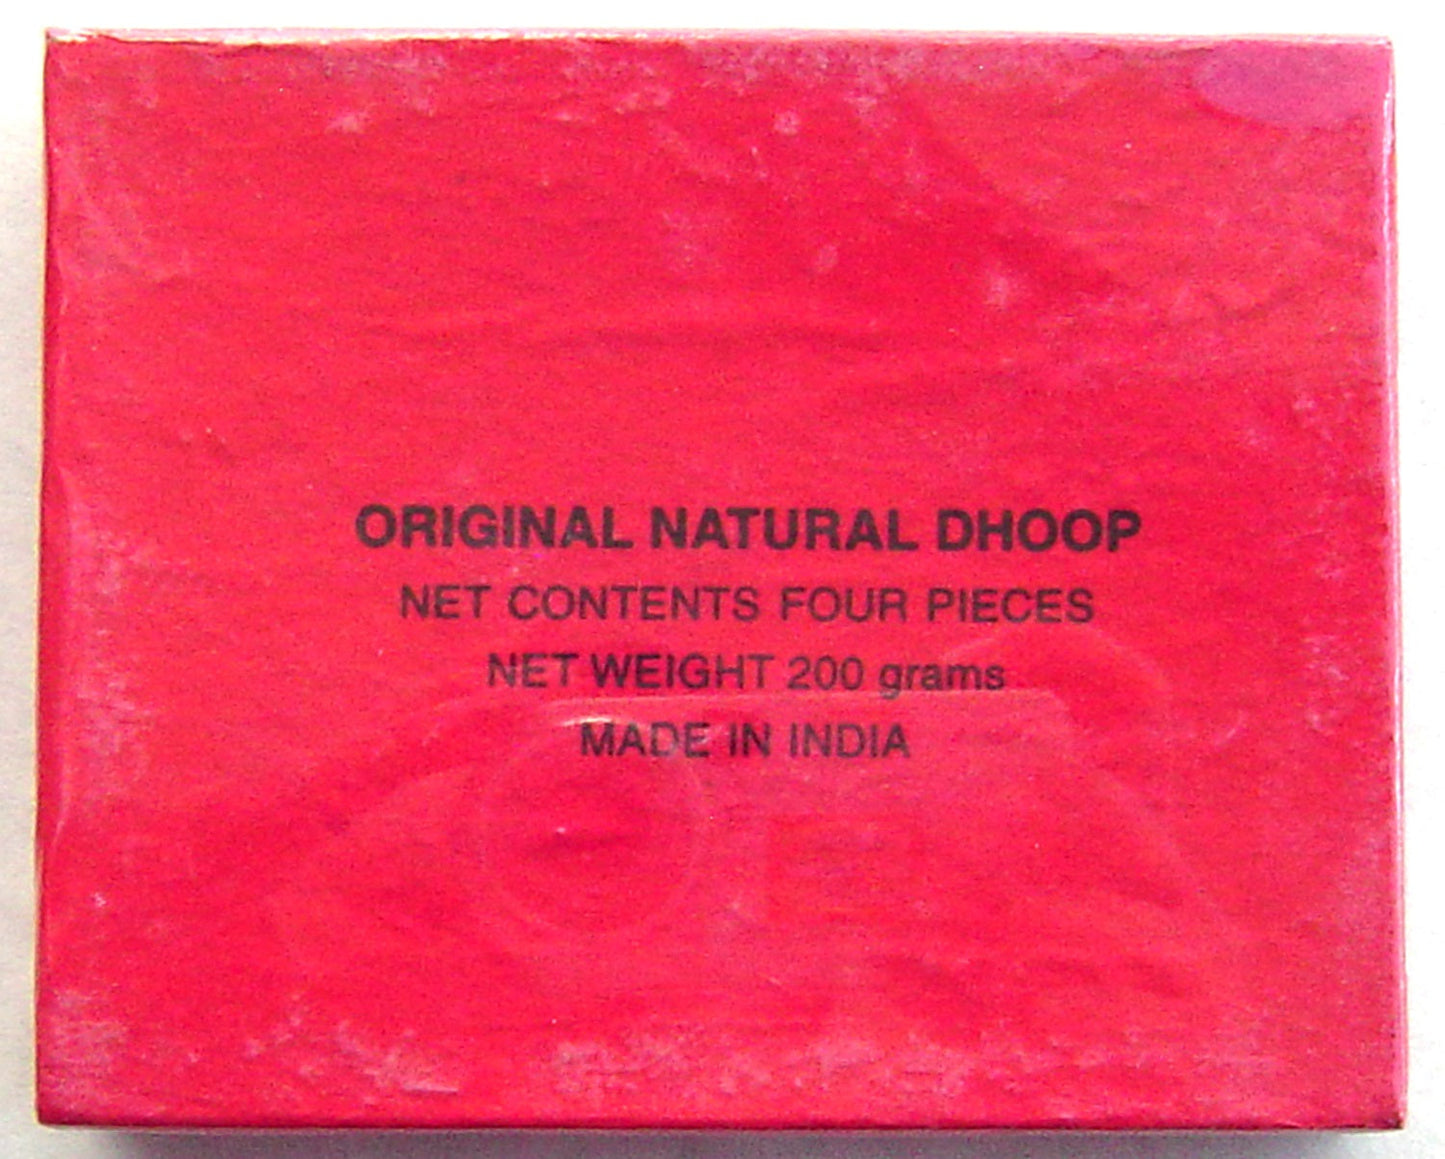 ORIGINAL NATURAL DHOOP
NET CONTENTS FOUR PIECES
NET WEIGHT 200 grams
MADE IN INDIA